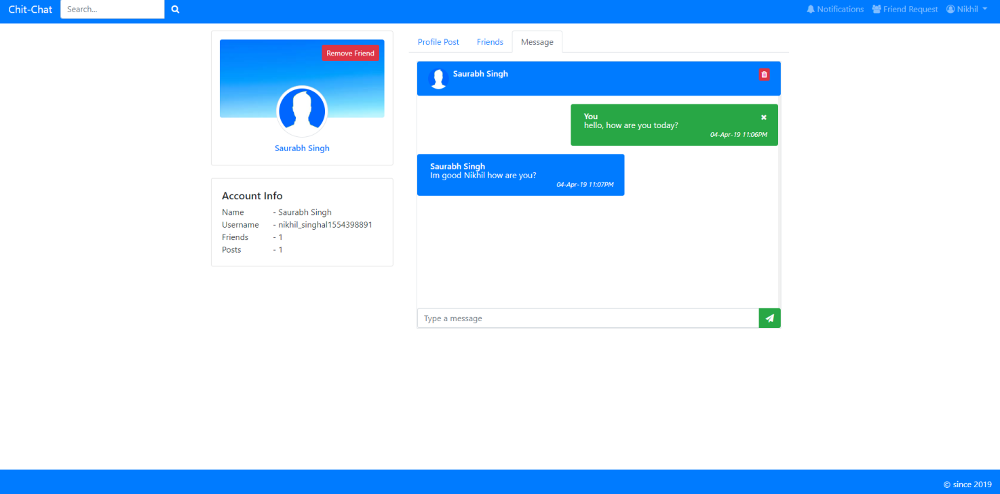 Chit-Chat Search... Notifications Friend Request Nikhil
Remove Friend
Saurabh Singh
Account Info
Name - Saurabh Singh
Username - nikhil_singhal1554398891
Friends - 1
Posts - 1
Profile Post Friends Message
Saurabh Singh
You
hello, how are you today?
04-Apr-19 11:06PM
Saurabh Singh
Im good Nikhil how are you?
04-Apr-19 11:07PM
Type a message
© since 2019